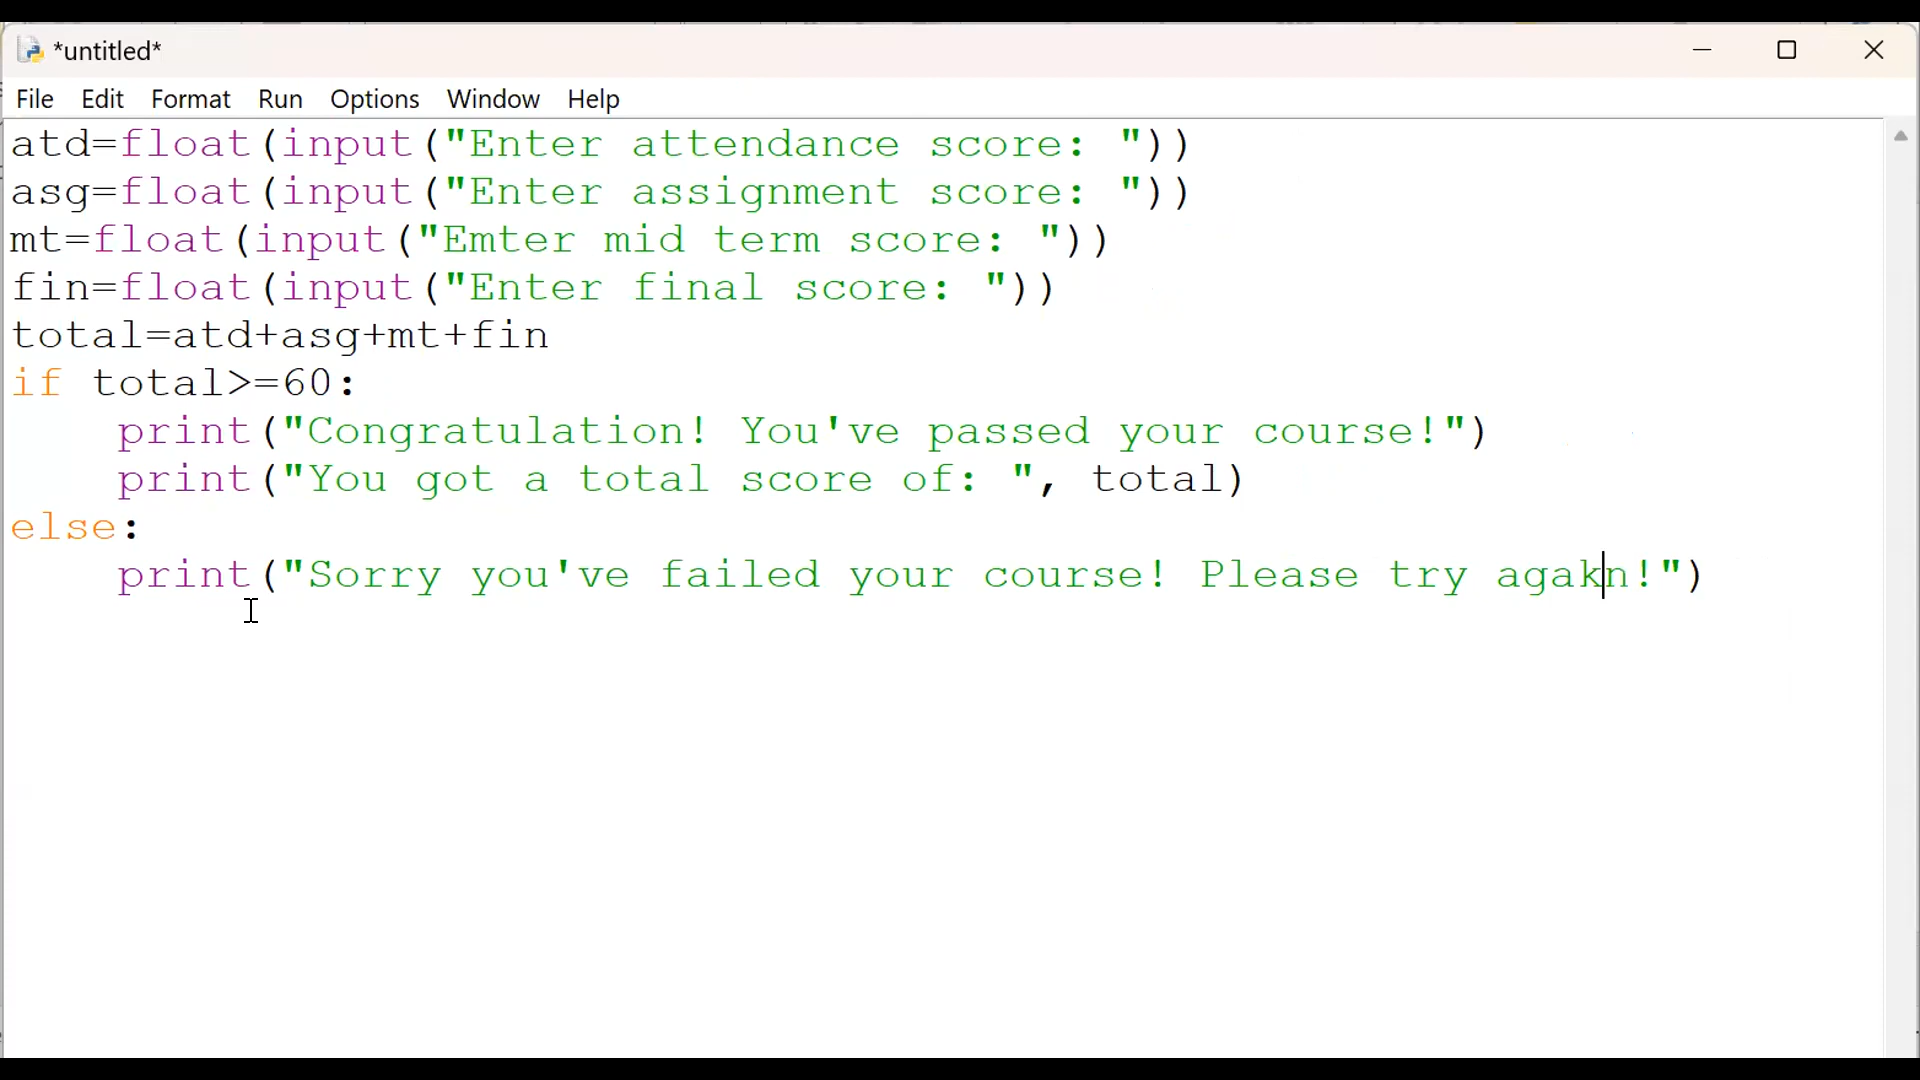 *untitled*
File Edit Format Run Options Window Help
atd=float(input("Enter attendance score: "))
asg=float(input("Enter assignment score: "))
mt=float(input("Emter mid term score: "))
fin=float(input("Enter final score: "))
total=atd+asg+mt+fin
if total>=60:
    print("Congratulation! You've passed your course!")
    print("You got a total score of: ", total)
else:
    print("Sorry you've failed your course! Please try agakn!")